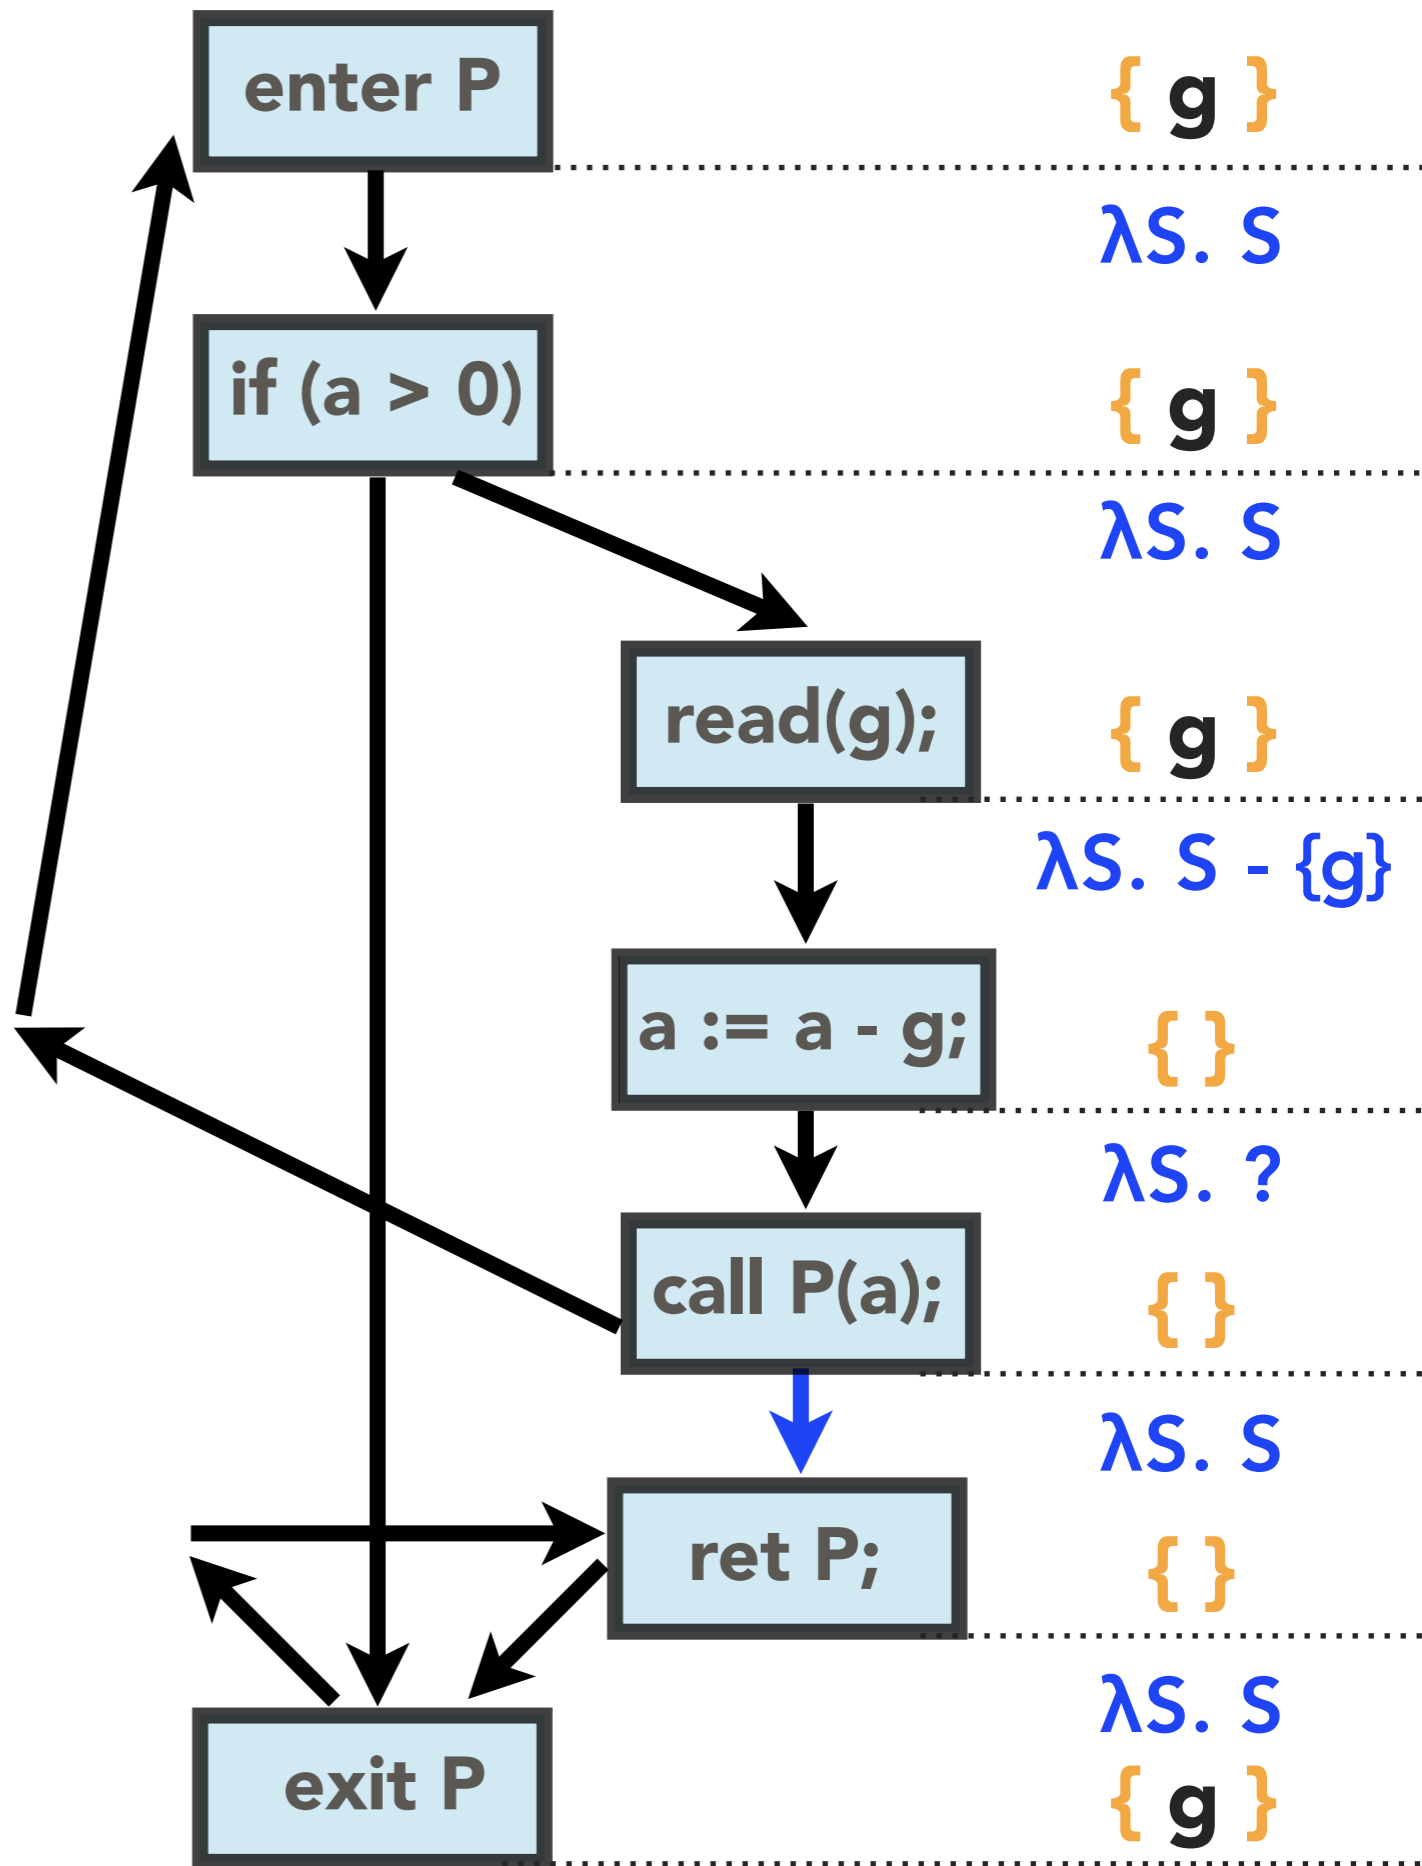 enter P
{ g }
λS. S
if (a > 0)
{ g }
λS. S
read(g);
{ g }
λS. S - {g}
a := a - g;
{ }
λS. ?
call P(a);
{ }
λS. S
ret P;
{ }
λS. S
exit P
{ g }